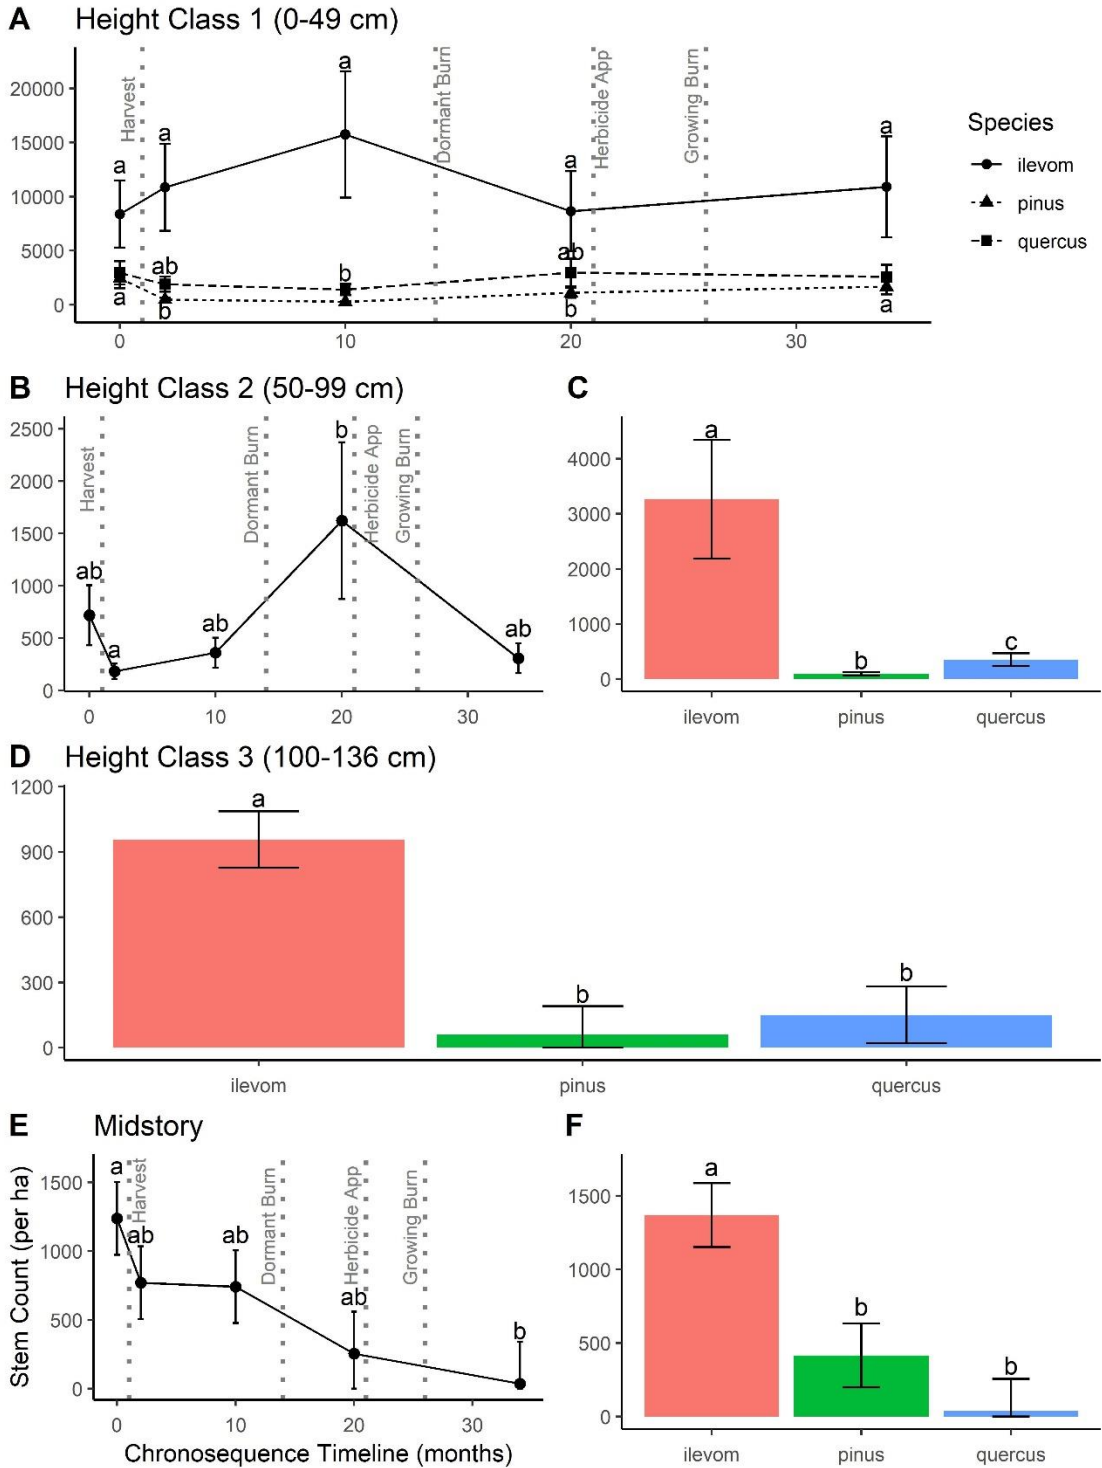 A Height Class 1 (0-49 cm)
20000
15000
10000
5000
0
Harvest
Dormant Burn
Herbicide App
Growing Burn
a
a
a
a
a
ab
b
ab
a
b
b
a
0
10
20
30
Species
ilevom
pinus
quercus
B Height Class 2 (50-99 cm)
2500
2000
1500
1000
500
0
Harvest
Dormant Burn
Herbicide App
Growing Burn
ab
a
ab
b
ab
0
10
20
30
C
4000
3000
2000
1000
0
a
b
c
ilevom
pinus
quercus
D Height Class 3 (100-136 cm)
1200
900
600
300
0
a
b
b
ilevom
pinus
quercus
E Midstory
Stem Count (per ha)
1500
1000
500
0
Harvest
Dormant Burn
Herbicide App
Growing Burn
a
ab
ab
ab
b
0
10
20
30
Chronosequence Timeline (months)
F
1500
1000
500
0
a
b
b
ilevom
pinus
quercus